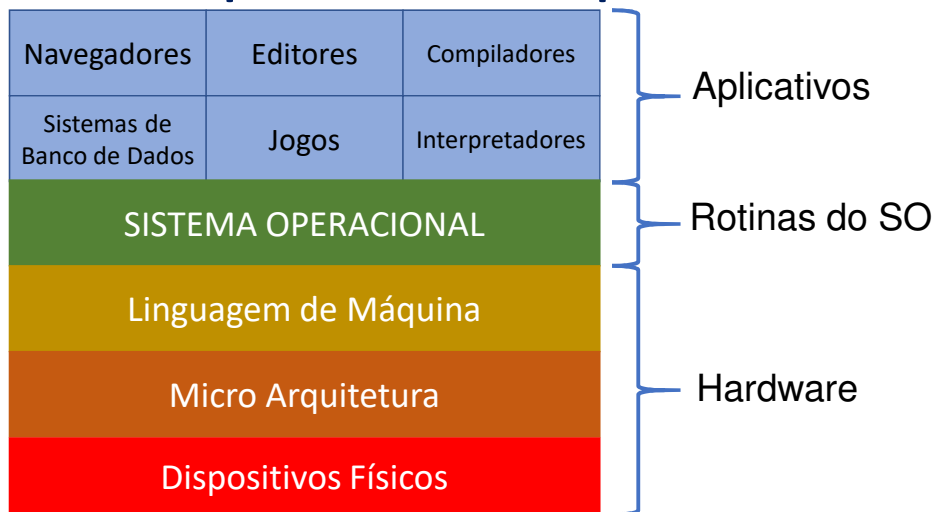 Navegadores
Editores
Compiladores
Sistemas de
Banco de Dados
Jogos
Interpretadores
Aplicativos
SISTEMA OPERACIONAL
Rotinas do SO
Linguagem de Máquina
Micro Arquitetura
Dispositivos Físicos
Hardware